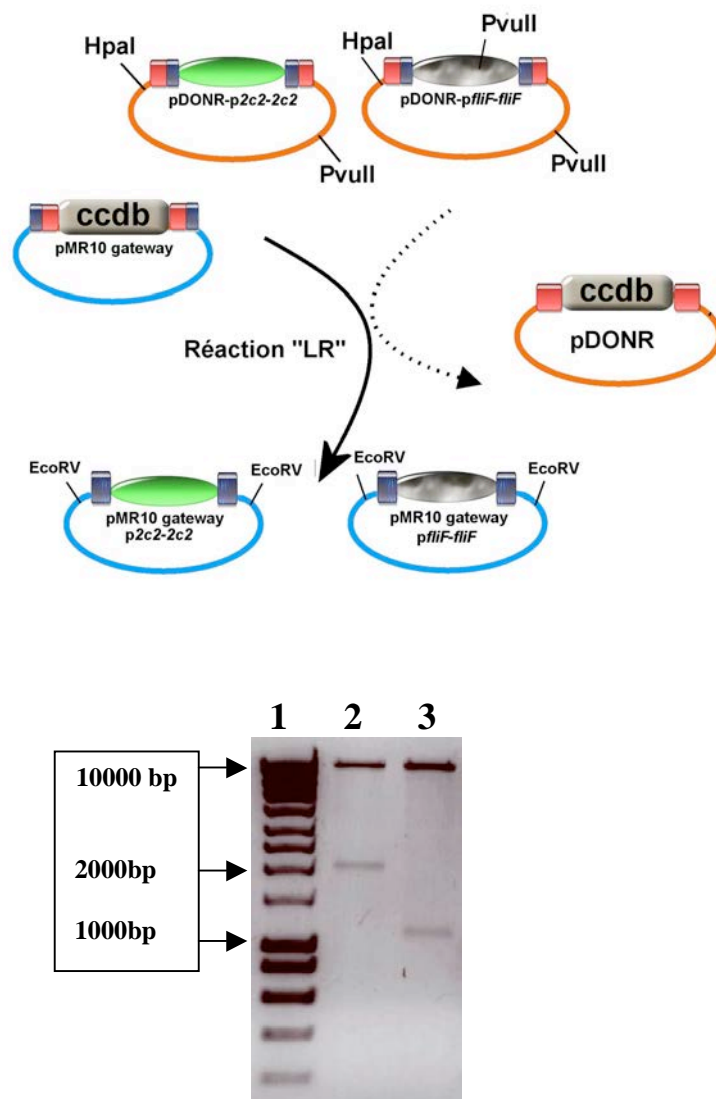 HpaI
pDONR-p2c2-2c2
PvuII
HpaI
PvuII
pDONR-pfliF-fliF
PvuII
ccdb
pMR10 gateway
Réaction "LR"
ccdb
pDONR
EcoRV
EcoRV
pMR10 gateway
p2c2-2c2
EcoRV
EcoRV
pMR10 gateway
pfliF-fliF
1 2 3
10000 bp
2000bp
1000bp